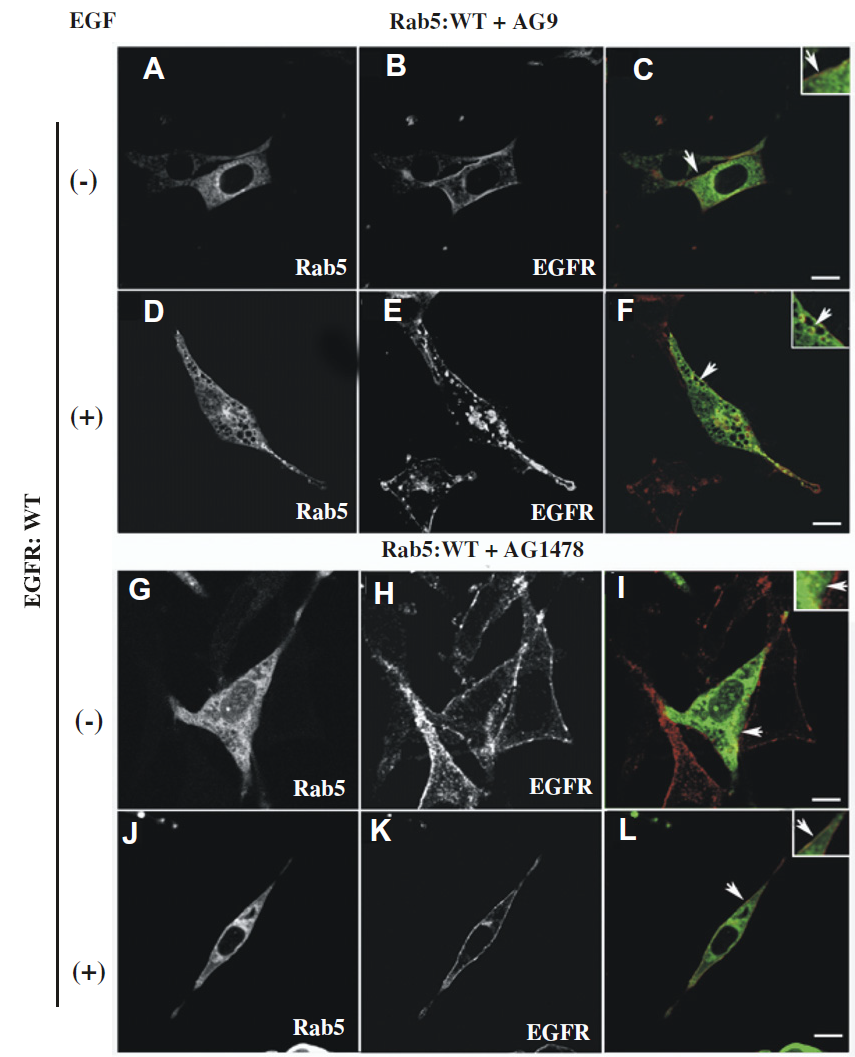 EGF Rab5:WT + AG9
A B C
(-)
Rab5 EGFR
D E F
(+)
Rab5 EGFR
EGFR: WT
Rab5:WT + AG1478
G H I
(-)
Rab5 EGFR
J K L
(+)
Rab5 EGFR